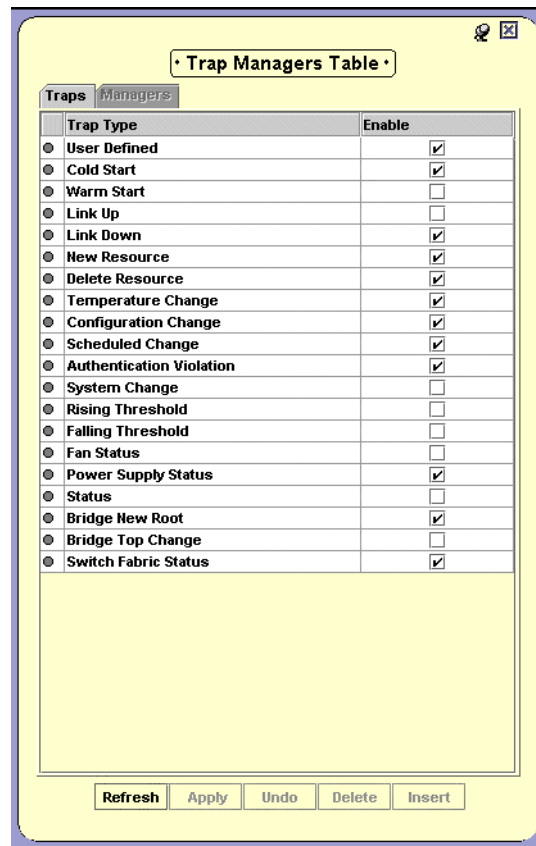 • Trap Managers Table •
Traps Managers
Trap Type Enable
User Defined
Cold Start
Warm Start
Link Up
Link Down
New Resource
Delete Resource
Temperature Change
Configuration Change
Scheduled Change
Authentication Violation
System Change
Rising Threshold
Falling Threshold
Fan Status
Power Supply Status
Status
Bridge New Root
Bridge Top Change
Switch Fabric Status
Refresh Apply Undo Delete Insert